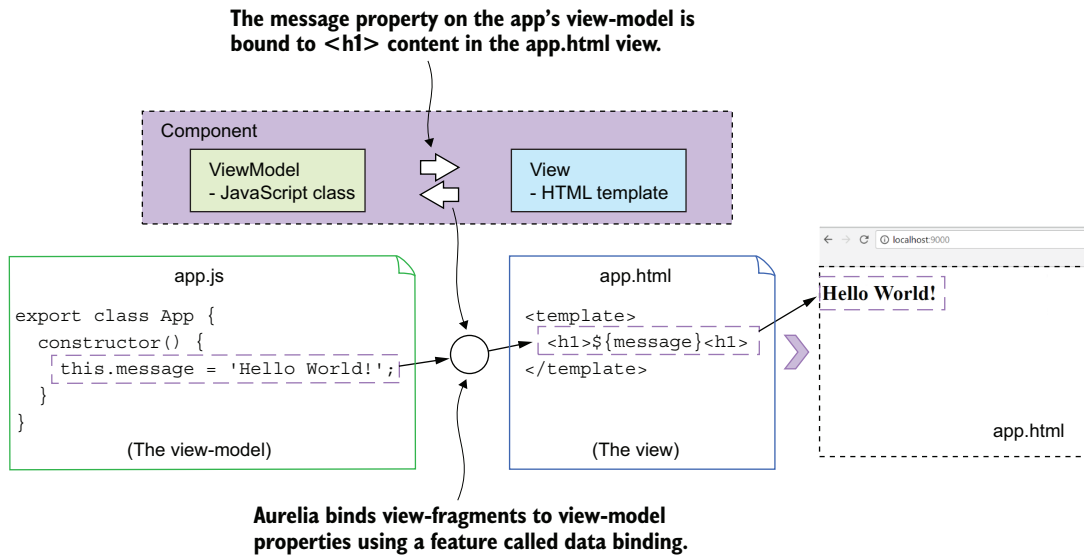 The message property on the app's view-model is
bound to <h1> content in the app.html view.
Component
ViewModel
- JavaScript class
View
- HTML template
localhost:9000
app.js
export class App {
  constructor() {
    this.message = 'Hello World!';
  }
}
(The view-model)
app.html
<template>
  <h1>${message}<h1>
</template>
(The view)
Hello World!
app.html
Aurelia binds view-fragments to view-model
properties using a feature called data binding.